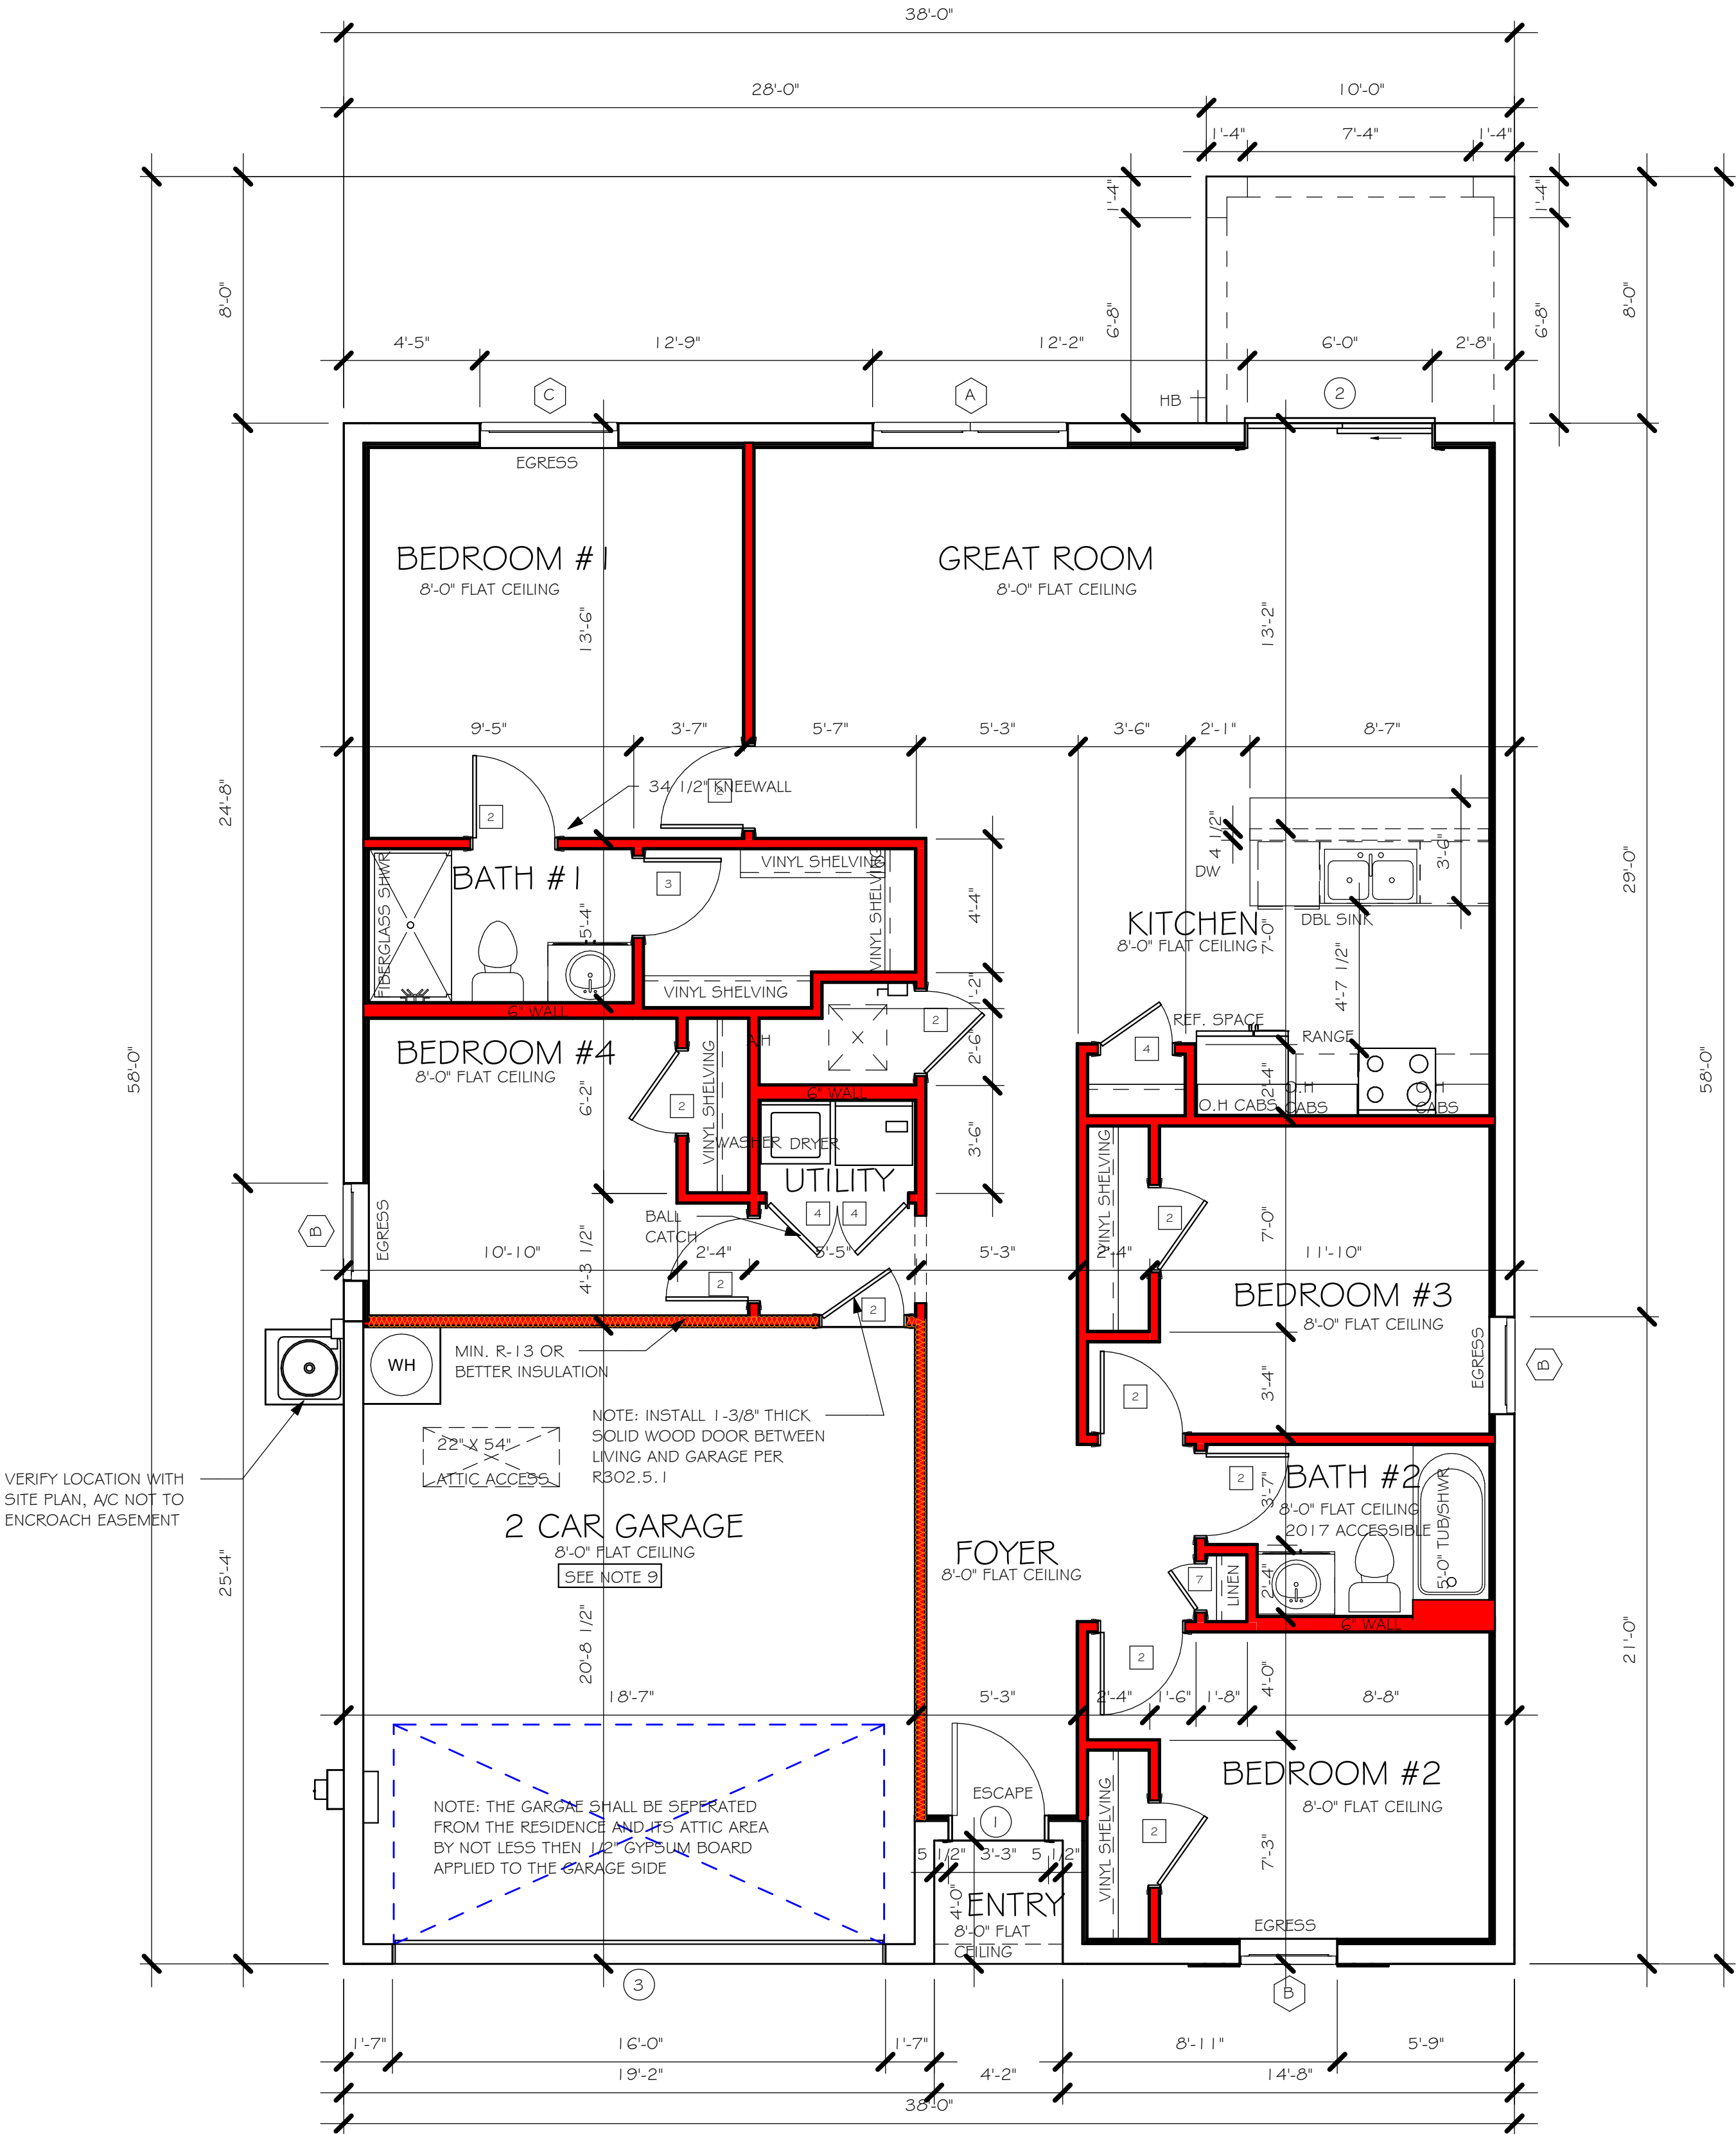 38'-0"
28'-0"
10'-0"
1'-4"
7'-4"
1'-4"
1'-4"
1'-4"
8'-0"
6'-8"
6'-8"
8'-0"
4'-5"
12'-9"
12'-2"
6'-0"
2'-8"
C
A
HB
2
EGRESS
BEDROOM #1
8'-0" FLAT CEILING
GREAT ROOM
8'-0" FLAT CEILING
13'-6"
13'-2"
9'-5"
3'-7"
5'-7"
5'-3"
3'-6"
2'-1"
8'-7"
24'-8"
29'-0"
34 1/2" KNEEWALL
2
2
4 1/2"
3'-6"
DW
DBL SINK
BATH #1
FIBERGLASS SHWR
5'-4"
3
VINYL SHELVING
VINYL SHELVING
VINYL SHELVING
4'-4"
KITCHEN
8'-0" FLAT CEILING
7'-0"
4'-7 1/2"
6" WALL
1'-2"
2
2'-6"
A/H
REF. SPACE
RANGE
4
2'-4"
O.H CABS
O.H
CABS
O.H
CABS
58'-0"
58'-0"
BEDROOM #4
8'-0" FLAT CEILING
6'-2"
2
VINYL SHELVING
6" WALL
WASHER
DRYER
UTILITY
3'-6"
4
4
BALL
CATCH
VINYL SHELVING
2
7'-0"
B
EGRESS
10'-10"
4'-3 1/2"
2'-4"
5'-5"
5'-3"
2'-4"
11'-10"
2
2
BEDROOM #3
8'-0" FLAT CEILING
EGRESS
B
WH
MIN. R-13 OR
BETTER INSULATION
2
3'-4"
NOTE: INSTALL 1-3/8" THICK
SOLID WOOD DOOR BETWEEN
LIVING AND GARAGE PER
R302.5.1
22" X 54"
ATTIC ACCESS
VERIFY LOCATION WITH
SITE PLAN, A/C NOT TO
ENCROACH EASEMENT
2 CAR GARAGE
8'-0" FLAT CEILING
SEE NOTE 9
2
3'-7"
BATH #2
8'-0" FLAT CEILING
2017 ACCESSIBLE
5'-0" TUB/SHWR
FOYER
8'-0" FLAT CEILING
7
LINEN
2'-4"
6" WALL
25'-4"
21'-0"
20'-8 1/2"
2
4'-0"
18'-7"
5'-3"
2'-4"
1'-6"
1'-8"
8'-8"
BEDROOM #2
8'-0" FLAT CEILING
ESCAPE
1
NOTE: THE GARGAE SHALL BE SEPERATED
FROM THE RESIDENCE AND ITS ATTIC AREA
BY NOT LESS THEN 1/2" GYPSUM BOARD
APPLIED TO THE GARAGE SIDE
VINYL SHELVING
2
7'-3"
5 1/2"
3'-3"
5 1/2"
4'-0"
ENTRY
8'-0" FLAT
CEILING
EGRESS
3
B
1'-7"
16'-0"
1'-7"
8'-11"
5'-9"
19'-2"
4'-2"
14'-8"
38'-0"